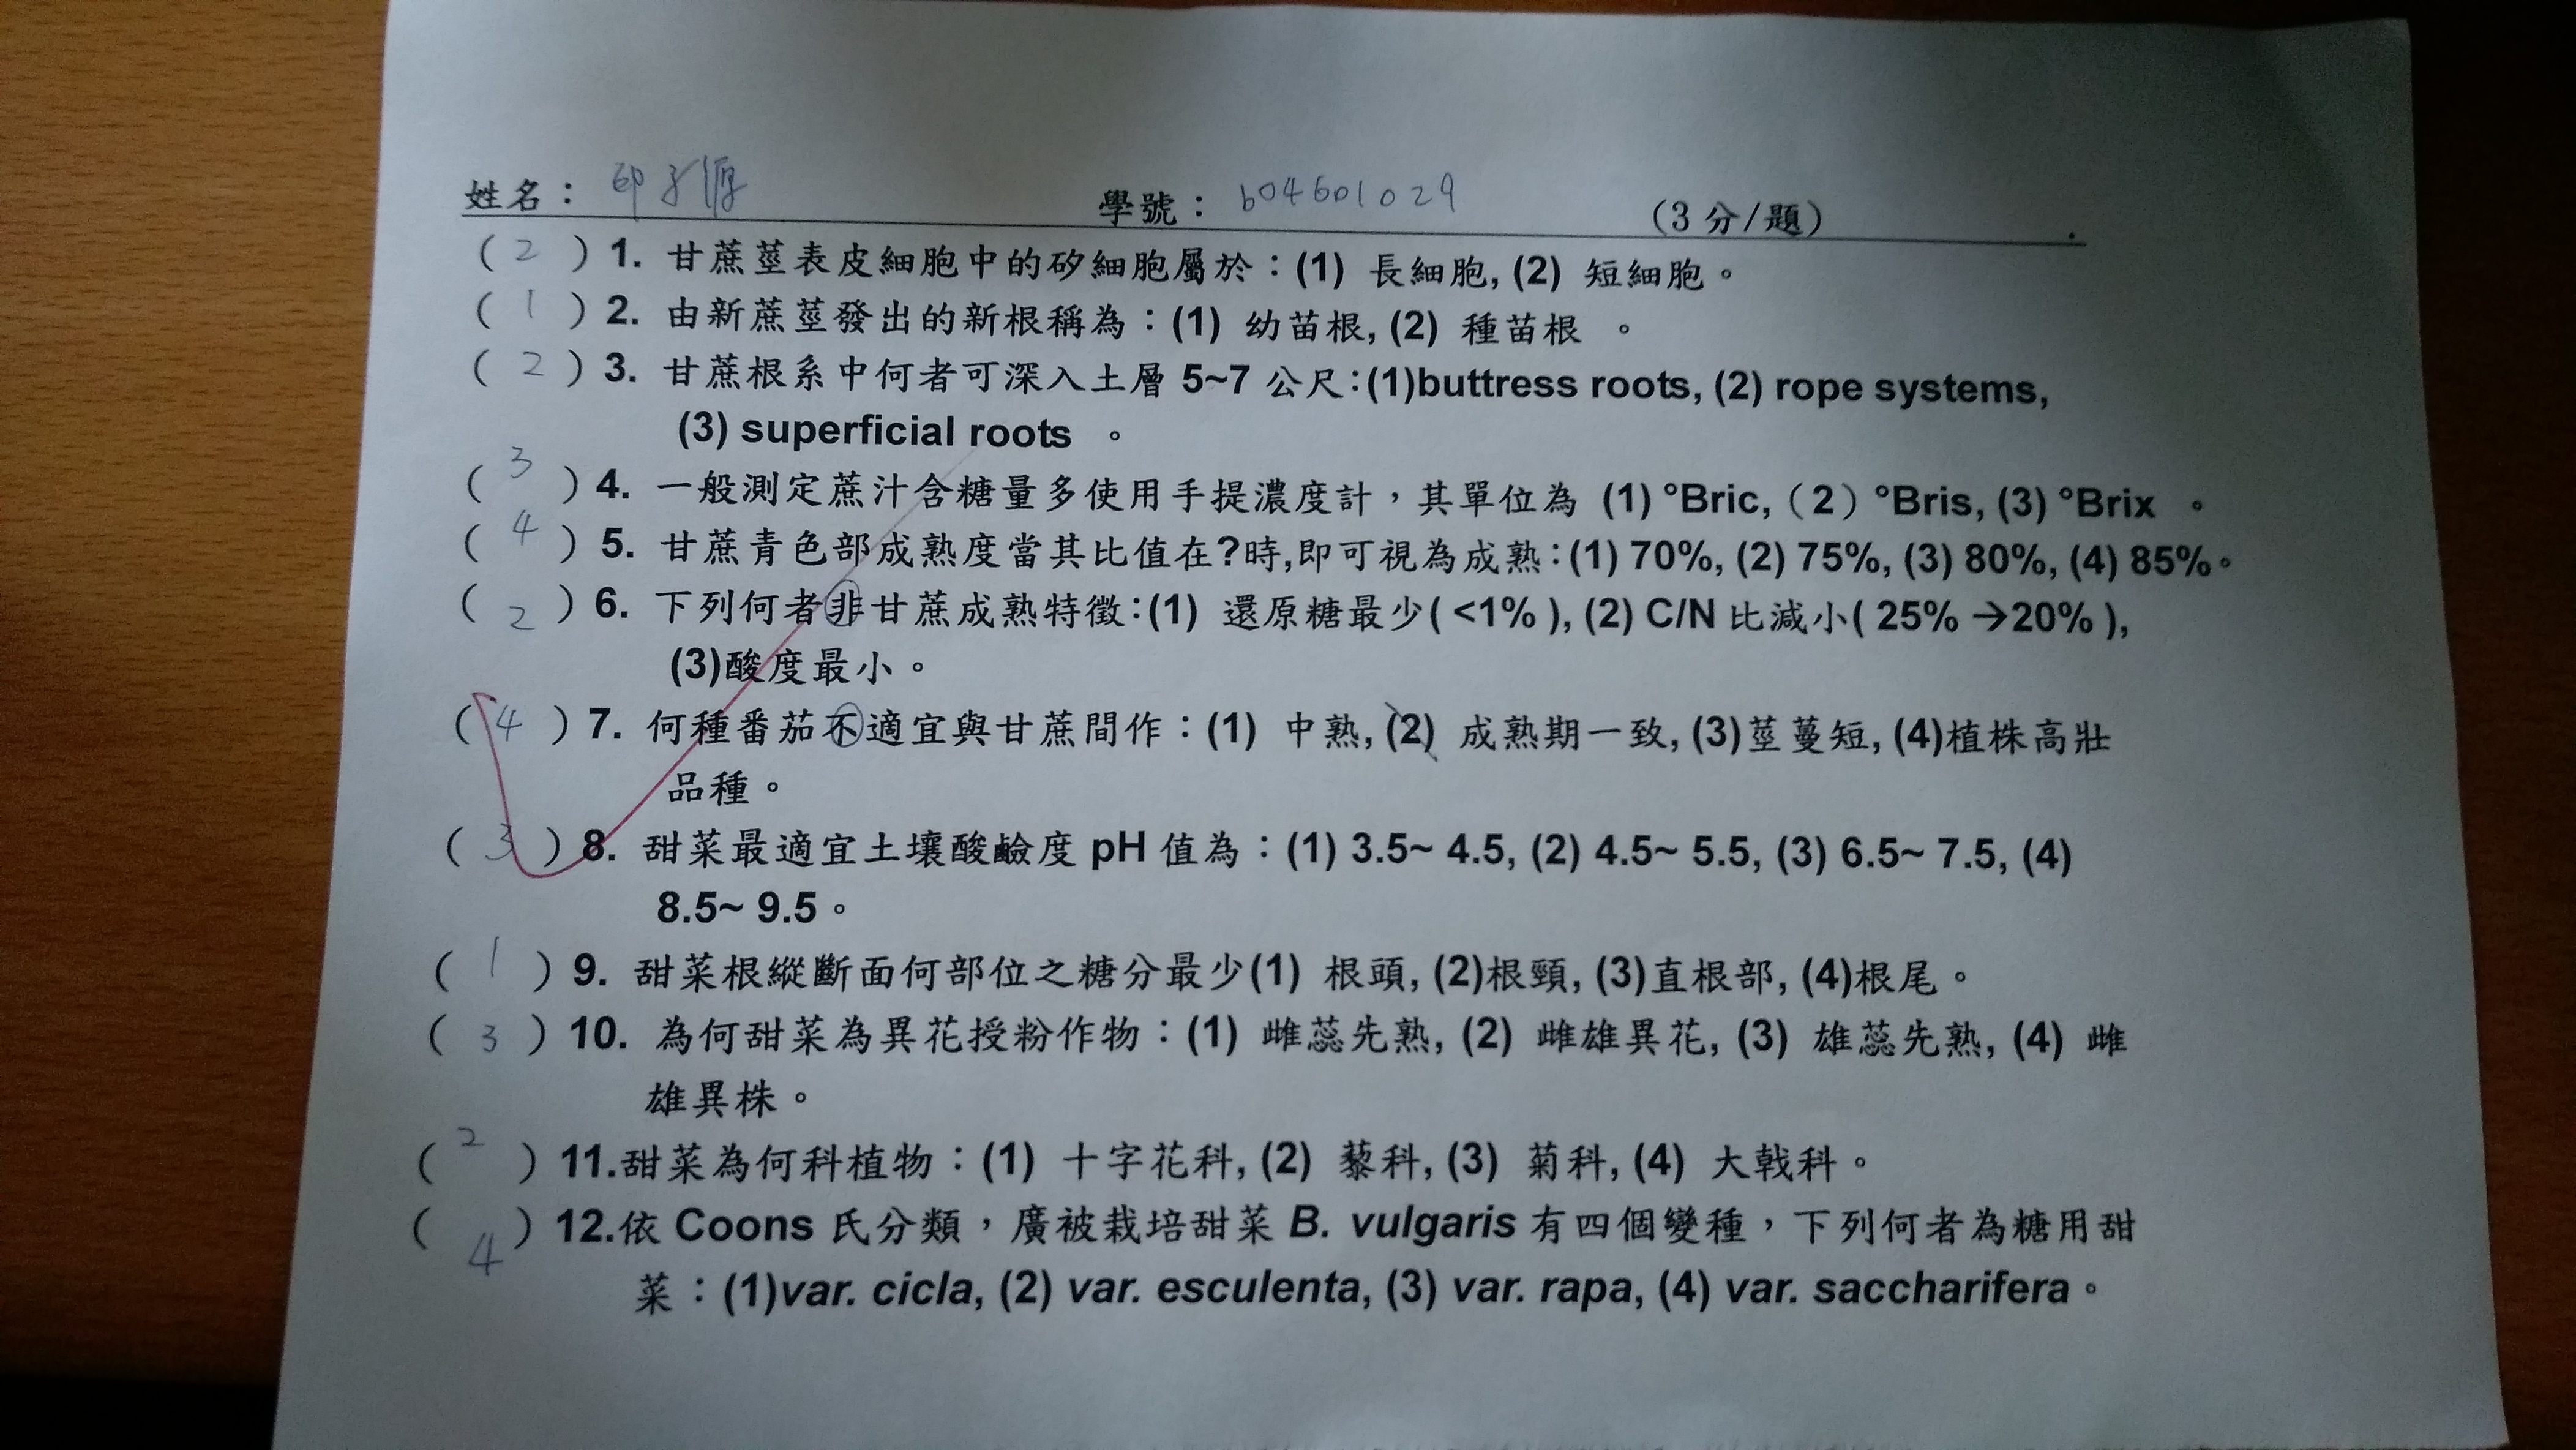 姓名： 印子源 學號： b04601029 (3 分/題) .
( 2 ) 1. 甘蔗莖表皮細胞中的矽細胞屬於：(1) 長細胞, (2) 短細胞。
( 1 ) 2. 由新蔗莖發出的新根稱為：(1) 幼苗根, (2) 種苗根 。
( 2 ) 3. 甘蔗根系中何者可深入土層 5~7 公尺：(1)buttress roots, (2) rope systems,
(3) superficial roots 。
( 3 ) 4. 一般測定蔗汁含糖量多使用手提濃度計，其單位為 (1) °Bric,（2）°Bris, (3) °Brix 。
( 4 ) 5. 甘蔗青色部成熟度當其比值在?時,即可視為成熟：(1) 70%, (2) 75%, (3) 80%, (4) 85%。
( 2 ) 6. 下列何者非甘蔗成熟特徵：(1) 還原糖最少( <1% ), (2) C/N 比減小( 25% →20% ),
(3)酸度最小。
( 4 ) 7. 何種番茄不適宜與甘蔗間作：(1) 中熟, (2) 成熟期一致, (3)莖蔓短, (4)植株高壯
品種。
( 3 ) 8. 甜菜最適宜土壤酸鹼度 pH 值為：(1) 3.5~ 4.5, (2) 4.5~ 5.5, (3) 6.5~ 7.5, (4)
8.5~ 9.5。
( 1 ) 9. 甜菜根縱斷面何部位之糖分最少(1) 根頭, (2)根頸, (3)直根部, (4)根尾。
( 3 ) 10. 為何甜菜為異花授粉作物：(1) 雌蕊先熟, (2) 雌雄異花, (3) 雄蕊先熟, (4) 雌
雄異株。
( 2 ) 11.甜菜為何科植物：(1) 十字花科, (2) 藜科, (3) 菊科, (4) 大戟科。
( 4 ) 12.依 Coons 氏分類，廣被栽培甜菜 B. vulgaris 有四個變種，下列何者為糖用甜
菜：(1)var. cicla, (2) var. esculenta, (3) var. rapa, (4) var. saccharifera。